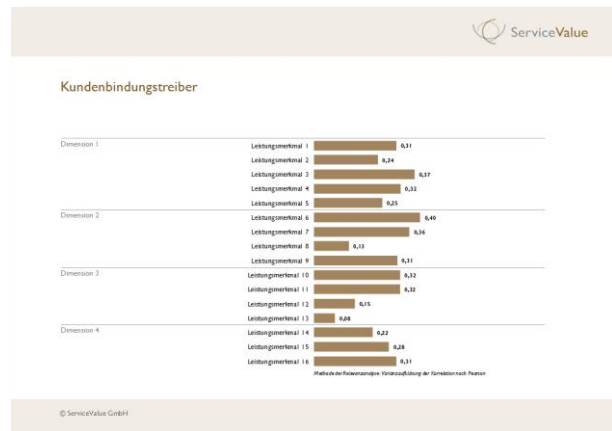 ServiceValue
Kundenbindungstreiber
Dimension 1
Leistungsmerkmal 1 0,31
Leistungsmerkmal 2 0,24
Leistungsmerkmal 3 0,37
Leistungsmerkmal 4 0,32
Leistungsmerkmal 5 0,25
Dimension 2
Leistungsmerkmal 6 0,40
Leistungsmerkmal 7 0,36
Leistungsmerkmal 8 0,13
Leistungsmerkmal 9 0,31
Dimension 3
Leistungsmerkmal 10 0,32
Leistungsmerkmal 11 0,32
Leistungsmerkmal 12 0,15
Leistungsmerkmal 13 0,08
Dimension 4
Leistungsmerkmal 14 0,22
Leistungsmerkmal 15 0,28
Leistungsmerkmal 16 0,31
Methode der Relevanzanalyse: Varianzaufklärung der Korrelation nach Pearson
© ServiceValue GmbH